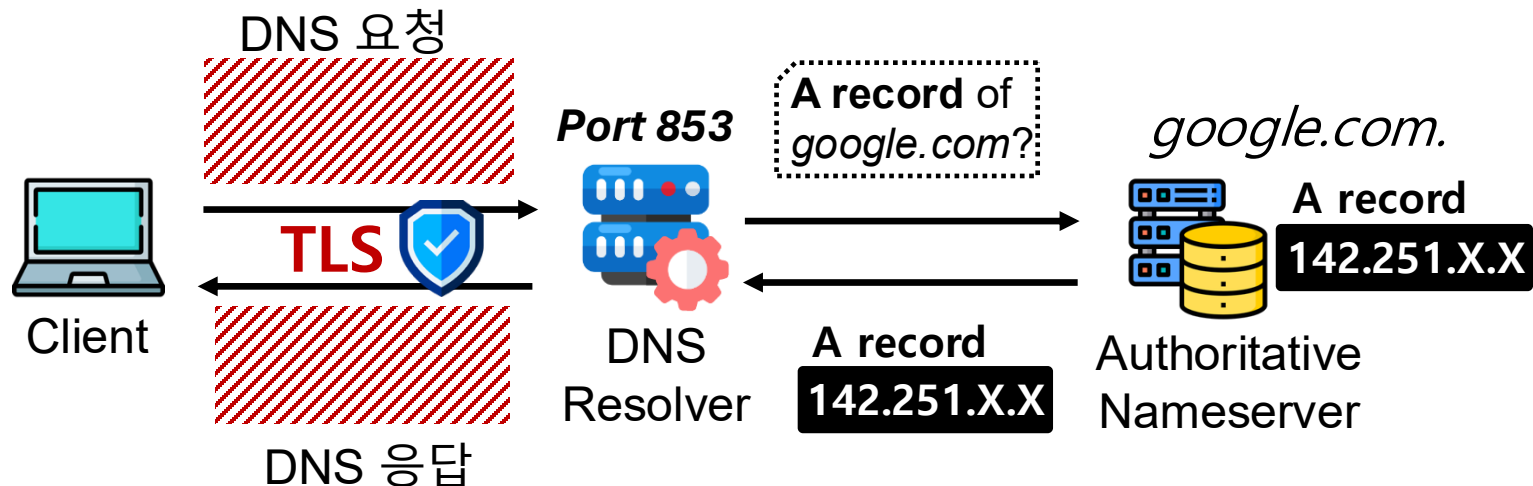 DNS 요청
Port 853
A record of
google.com?
google.com.
A record
142.251.X.X
TLS
Client
DNS
Resolver
A record
142.251.X.X
Authoritative
Nameserver
DNS 응답